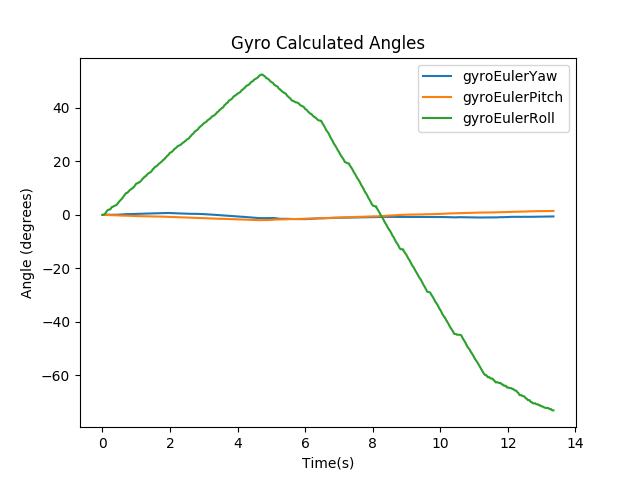 Gyro Calculated Angles
gyroEulerYaw
gyroEulerPitch
gyroEulerRoll
Angle (degrees)
40
20
0
−20
−40
−60
0 2 4 6 8 10 12 14
Time(s)